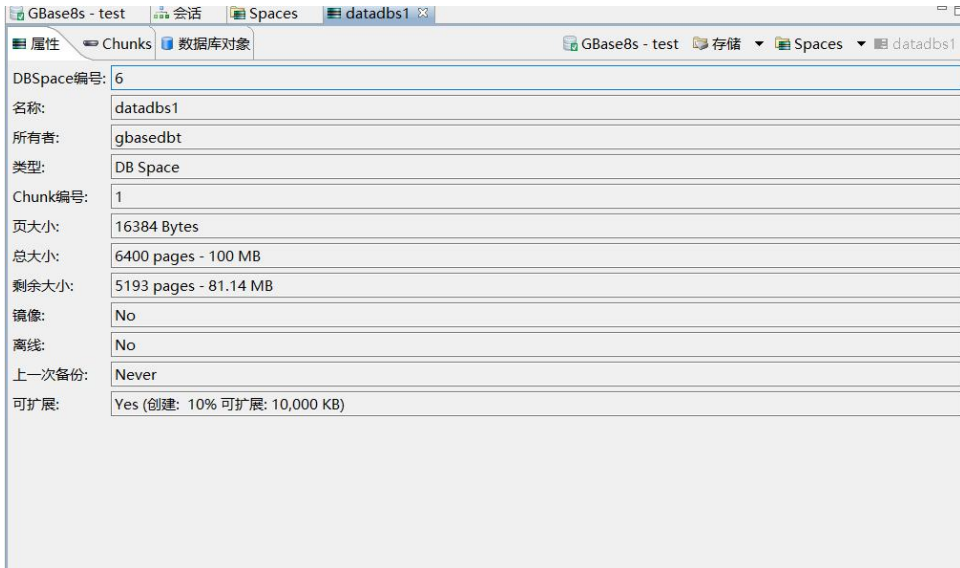 GBase8s - test 会话 Spaces datadbs1
属性 Chunks 数据库对象 GBase8s - test 存储 Spaces datadbs1
DBSpace编号: 6
名称: datadbs1
所有者: gbasedbt
类型: DB Space
Chunk编号: 1
页大小: 16384 Bytes
总大小: 6400 pages - 100 MB
剩余大小: 5193 pages - 81.14 MB
镜像: No
离线: No
上一次备份: Never
可扩展: Yes (创建: 10% 可扩展: 10,000 KB)